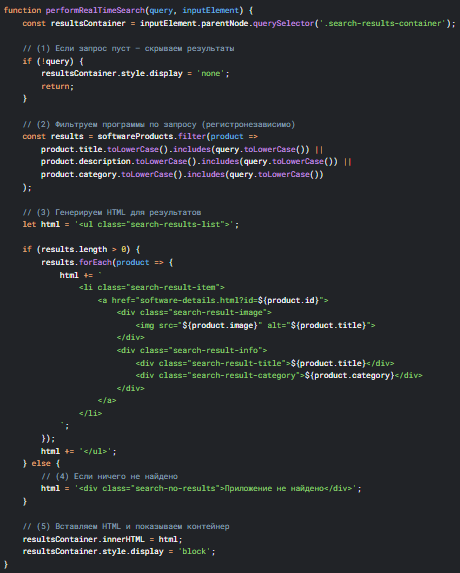 function performRealTimeSearch(query, inputElement) {
    const resultsContainer = inputElement.parentNode.querySelector('.search-results-container');

    // (1) Если запрос пуст — скрываем результаты
    if (!query) {
        resultsContainer.style.display = 'none';
        return;
    }

    // (2) Фильтруем программы по запросу (регистронезависимо)
    const results = softwareProducts.filter(product =>
        product.title.toLowerCase().includes(query.toLowerCase()) ||
        product.description.toLowerCase().includes(query.toLowerCase()) ||
        product.category.toLowerCase().includes(query.toLowerCase())
    );

    // (3) Генерируем HTML для результатов
    let html = '<ul class="search-results-list">';

    if (results.length > 0) {
        results.forEach(product => {
            html += `
                <li class="search-result-item">
                    <a href="software-details.html?id=${product.id}">
                        <div class="search-result-image">
                            <img src="${product.image}" alt="${product.title}">
                        </div>
                        <div class="search-result-info">
                            <div class="search-result-title">${product.title}</div>
                            <div class="search-result-category">${product.category}</div>
                        </div>
                    </a>
                </li>
            `;
        });
        html += '</ul>';
    } else {
        // (4) Если ничего не найдено
        html = '<div class="search-no-results">Приложение не найдено</div>';
    }

    // (5) Вставляем HTML и показываем контейнер
    resultsContainer.innerHTML = html;
    resultsContainer.style.display = 'block';
}